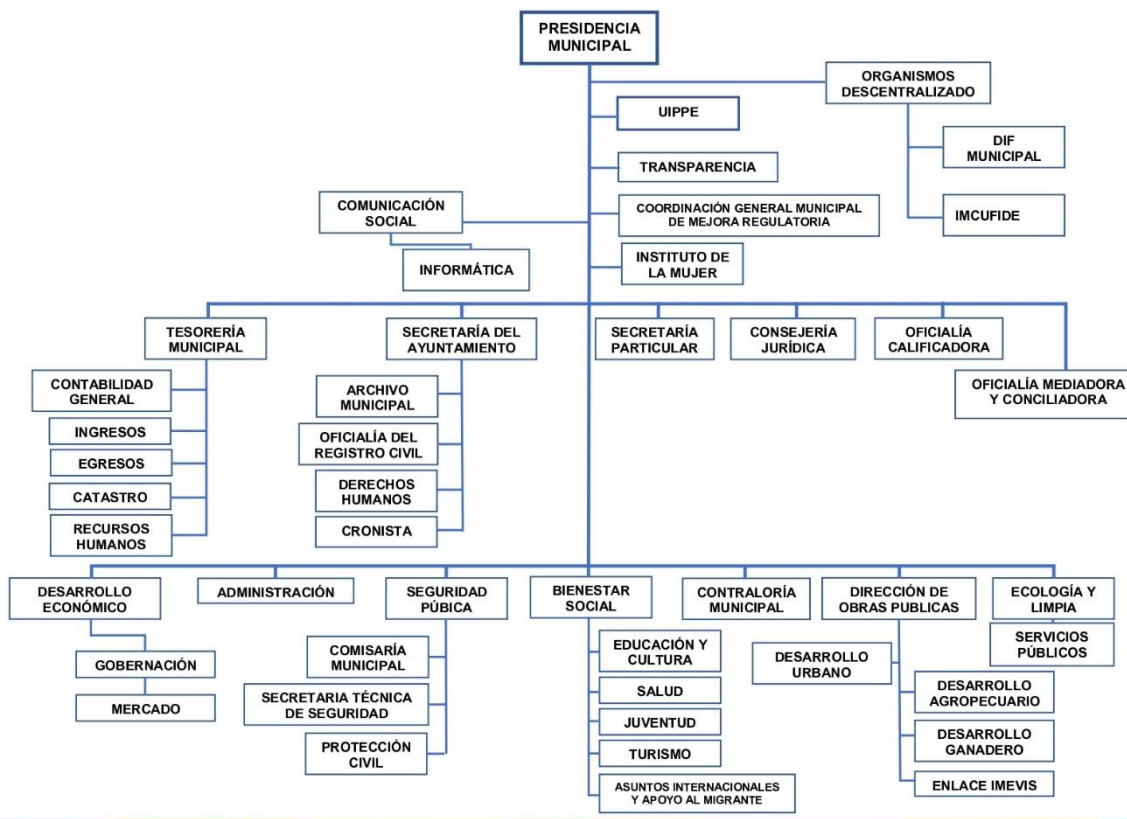 PRESIDENCIA
MUNICIPAL
ORGANISMOS
DESCENTRALIZADO
UIPPE
DIF
MUNICIPAL
TRANSPARENCIA
COMUNICACIÓN
SOCIAL
COORDINACIÓN GENERAL MUNICIPAL
DE MEJORA REGULATORIA
IMCUFIDE
INFORMÁTICA
INSTITUTO DE
LA MUJER
TESORERÍA
MUNICIPAL
SECRETARÍA DEL
AYUNTAMIENTO
SECRETARÍA
PARTICULAR
CONSEJERÍA
JURÍDICA
OFICIALÍA
CALIFICADORA
OFICIALÍA MEDIADORA
Y CONCILIADORA
CONTABILIDAD
GENERAL
INGRESOS
EGRESOS
CATASTRO
RECURSOS
HUMANOS
ARCHIVO
MUNICIPAL
OFICIALÍA DEL
REGISTRO CIVIL
DERECHOS
HUMANOS
CRONISTA
DESARROLLO
ECONÓMICO
ADMINISTRACIÓN
SEGURIDAD
PÚBICA
BIENESTAR
SOCIAL
CONTRALORÍA
MUNICIPAL
DIRECCIÓN DE
OBRAS PUBLICAS
ECOLOGÍA Y
LIMPIA
GOBERNACIÓN
MERCADO
COMISARÍA
MUNICIPAL
SECRETARIA TÉCNICA
DE SEGURIDAD
PROTECCIÓN
CIVIL
EDUCACIÓN Y
CULTURA
SALUD
JUVENTUD
TURISMO
ASUNTOS INTERNACIONALES
Y APOYO AL MIGRANTE
DESARROLLO
URBANO
DESARROLLO
AGROPECUARIO
DESARROLLO
GANADERO
ENLACE IMEVIS
SERVICIOS
PÚBLICOS